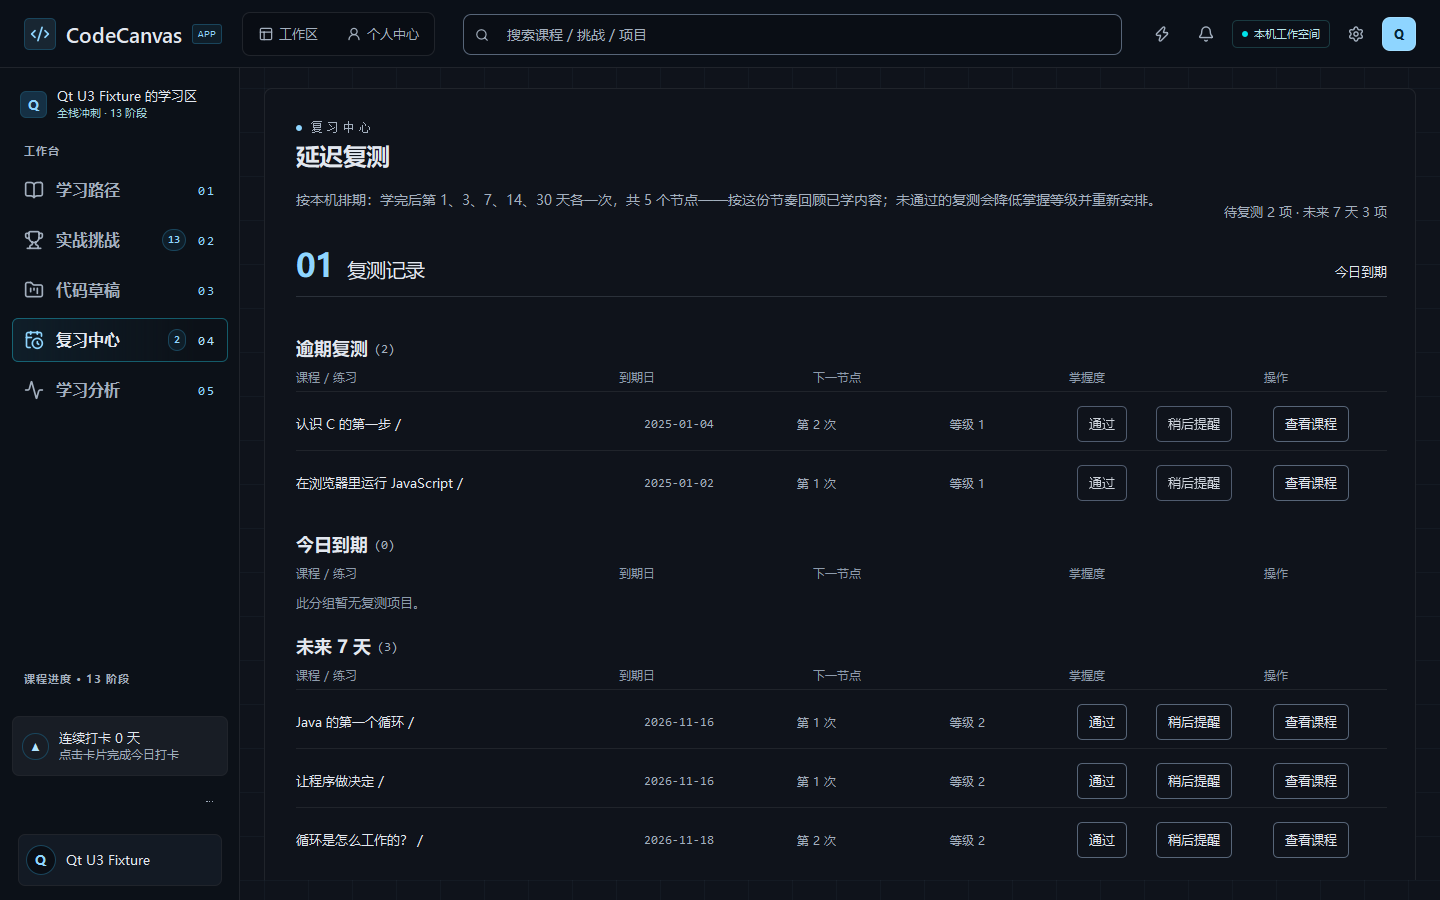 CodeCanvas APP
工作区
个人中心
搜索课程 / 挑战 / 项目
本机工作空间
Q
Q
Qt U3 Fixture 的学习区
全栈冲刺 · 13 阶段
工作台
学习路径 01
实战挑战 13 02
代码草稿 03
复习中心 2 04
学习分析 05
课程进度 • 13 阶段
连续打卡 0 天
点击卡片完成今日打卡
...
Q Qt U3 Fixture
复习中心
延迟复测
按本机排期：学完后第 1、3、7、14、30 天各一次，共 5 个节点——按这份节奏回顾已学内容；未通过的复测会降低掌握等级并重新安排。
待复测 2 项 · 未来 7 天 3 项
01 复测记录
今日到期
逾期复测 (2)
课程 / 练习 到期日 下一节点 掌握度 操作
认识 C 的第一步 / 2025-01-04 第 2 次 等级 1 通过 稍后提醒 查看课程
在浏览器里运行 JavaScript / 2025-01-02 第 1 次 等级 1 通过 稍后提醒 查看课程
今日到期 (0)
课程 / 练习 到期日 下一节点 掌握度 操作
此分组暂无复测项目。
未来 7 天 (3)
课程 / 练习 到期日 下一节点 掌握度 操作
Java 的第一个循环 / 2026-11-16 第 1 次 等级 2 通过 稍后提醒 查看课程
让程序做决定 / 2026-11-16 第 1 次 等级 2 通过 稍后提醒 查看课程
循环是怎么工作的？ / 2026-11-18 第 2 次 等级 2 通过 稍后提醒 查看课程